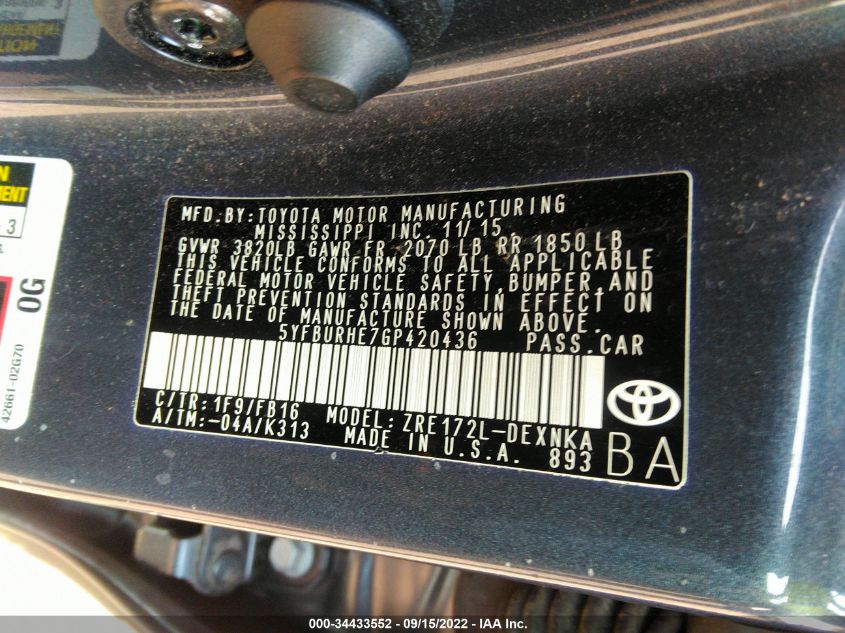 MFD.BY:TOYOTA MOTOR MANUFACTURING
MISSISSIPPI INC. 11/15
GVWR 3820LB GAWR FR 2070 LB RR 1850 LB
THIS VEHICLE CONFORMS TO ALL APPLICABLE
FEDERAL MOTOR VEHICLE SAFETY,BUMPER,AND
THEFT PREVENTION STANDARDS IN EFFECT ON
THE DATE OF MANUFACTURE SHOWN ABOVE.
5YFBURHE7GP420436 PASS.CAR
C/TR:1F9/FB16 MODEL:ZRE172L-DEXNKA
A/TM:-04A/K313 MADE IN U.S.A. 893
BA
3
0G
42661-02G70
000-34433552 - 09/15/2022 - IAA Inc.